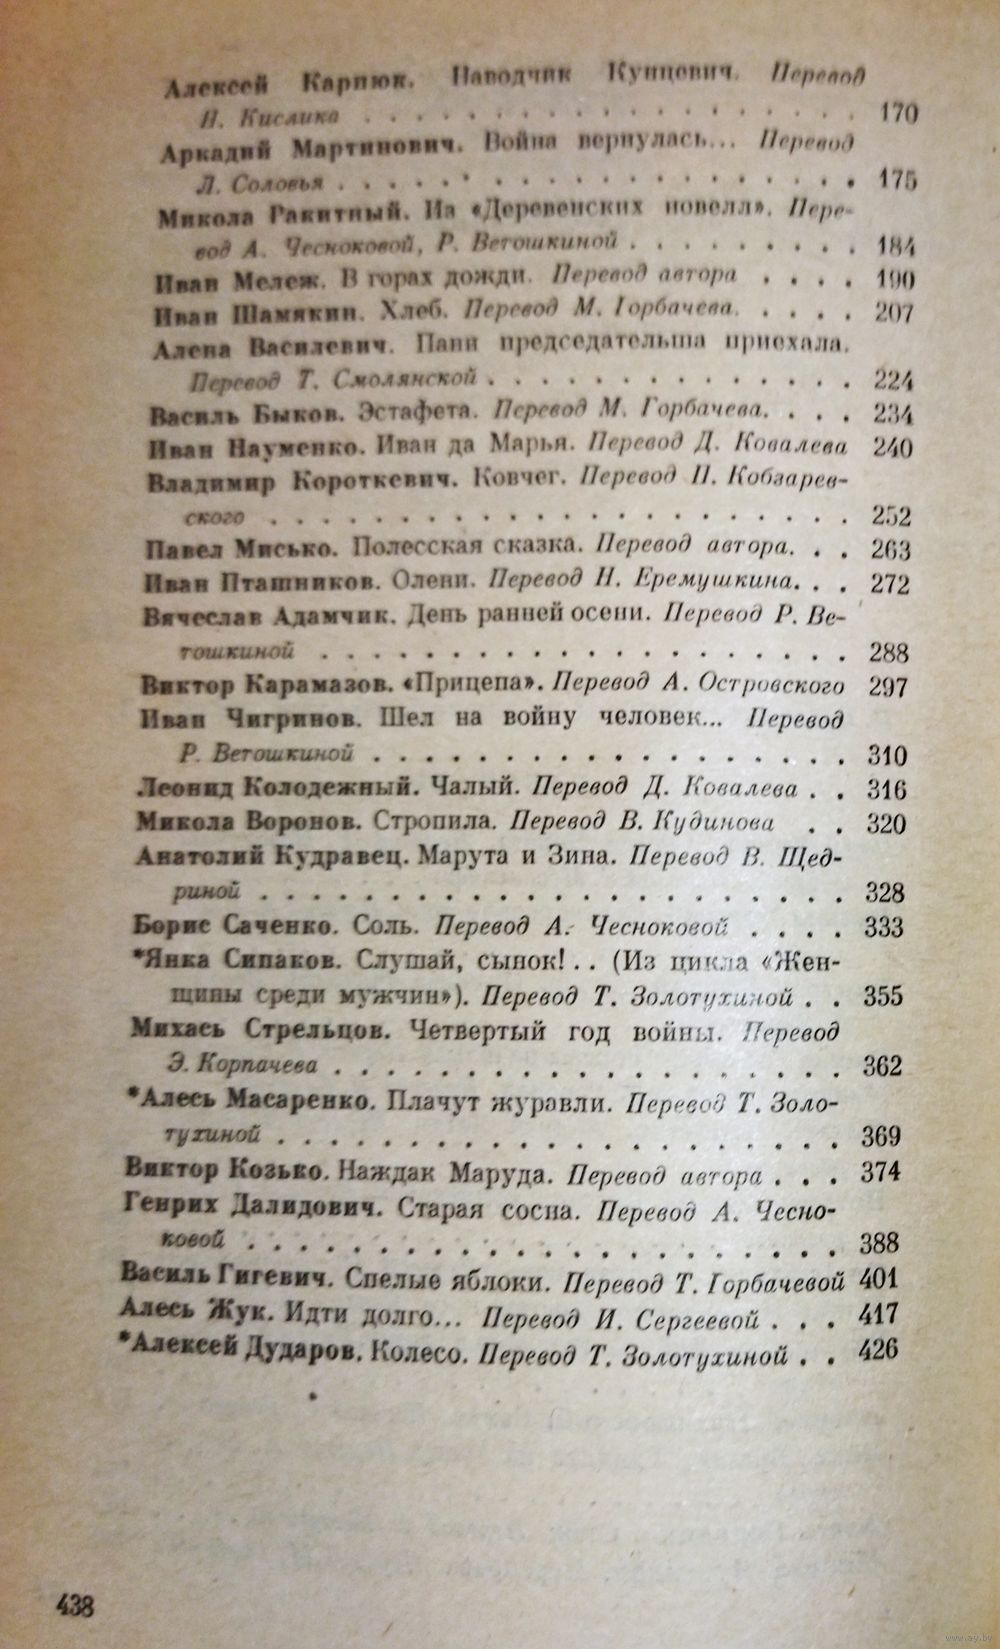 Алексей Карпюк. Наводчик Кунцевич. Перевод
Н. Кислика . . . . . . . . . . . . . . . . . . . 170
Аркадий Мартинович. Война вернулась... Перевод
Л. Соловья . . . . . . . . . . . . . . . . . . . . 175
Микола Ракитный. Из «Деревенских новелл». Пере-
вод А. Чесноковой, Р. Ветошкиной . . . . . . . . . 184
Иван Мележ. В горах дожди. Перевод автора . . . . 190
Иван Шамякин. Хлеб. Перевод М. Горбачева. . . . . 207
Алена Василевич. Пани председательша приехала.
Перевод Т. Смолянской . . . . . . . . . . . . . . 224
Василь Быков. Эстафета. Перевод М. Горбачева. . . . 234
Иван Науменко. Иван да Марья. Перевод Д. Ковалева 240
Владимир Короткевич. Ковчег. Перевод П. Кобзарев-
ского . . . . . . . . . . . . . . . . . . . . . . . 252
Павел Мисько. Полесская сказка. Перевод автора. . . 263
Иван Пташников. Олени. Перевод Н. Еремушкина. . . 272
Вячеслав Адамчик. День ранней осени. Перевод Р. Ве-
тошкиной . . . . . . . . . . . . . . . . . . . . . 288
Виктор Карамазов. «Прицепа». Перевод А. Островского 297
Иван Чигринов. Шел на войну человек... Перевод
Р. Ветошкиной . . . . . . . . . . . . . . . . . . . 310
Леонид Колодежный. Чалый. Перевод Д. Ковалева . . 316
Микола Воронов. Стропила. Перевод В. Кудинова . . 320
Анатолий Кудравец. Марута и Зина. Перевод В. Щед-
риной . . . . . . . . . . . . . . . . . . . . . . . 328
Борис Саченко. Соль. Перевод А. Чесноковой . . . . 333
*Янка Сипаков. Слушай, сынок!.. (Из цикла «Жен-
щины среди мужчин»). Перевод Т. Золотухиной . . 355
Михась Стрельцов. Четвертый год войны. Перевод
Э. Корпачева . . . . . . . . . . . . . . . . . . . . 362
*Алесь Масаренко. Плачут журавли. Перевод Т. Золо-
тухиной . . . . . . . . . . . . . . . . . . . . . . 369
Виктор Козько. Наждак Маруда. Перевод автора . . . 374
Генрих Далидович. Старая сосна. Перевод А. Чесно-
ковой . . . . . . . . . . . . . . . . . . . . . . . 388
Василь Гигевич. Спелые яблоки. Перевод Т. Горбачевой 401
Алесь Жук. Идти долго... Перевод И. Сергеевой . . . 417
*Алексей Дударов. Колесо. Перевод Т. Золотухиной . . 426
438
www.ay.by